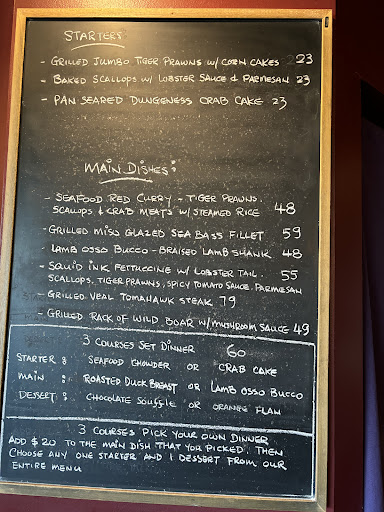 STARTERS
- GRILLED JUMBO TIGER PRAWNS W/ CORN CAKES 23
- BAKED SCALLOPS W/ LOBSTER SAUCE & PARMESAN 23
- PAN SEARED DUNGENESS CRAB CAKE 23
MAIN DISHES:
- SEAFOOD RED CURRY - TIGER PRAWNS,
SCALLOPS & CRAB MEATS W/ STEAMED RICE 48
- GRILLED MISO GLAZED SEA BASS FILLET 59
- LAMB OSSO BUCCO - BRAISED LAMB SHANK 48
- SQUID INK FETTUCCINE W/ LOBSTER TAIL, 55
SCALLOPS, TIGER PRAWNS, SPICY TOMATO SAUCE, PARMESAN
- GRILLED VEAL TOMAHAWK STEAK 79
- GRILLED RACK OF WILD BOAR W/ MUSHROOM SAUCE 49
3 COURSES SET DINNER 60
STARTER: SEAFOOD CHOWDER OR CRAB CAKE
MAIN: ROASTED DUCK BREAST OR LAMB OSSO BUCCO
DESSERT: CHOCOLATE SOUFFLE OR ORANGE FLAN
3 COURSES PICK YOUR OWN DINNER
ADD $20 TO THE MAIN DISH THAT YOU PICKED, THEN
CHOOSE ANY ONE STARTER AND 1 DESSERT FROM OUR
ENTIRE MENU